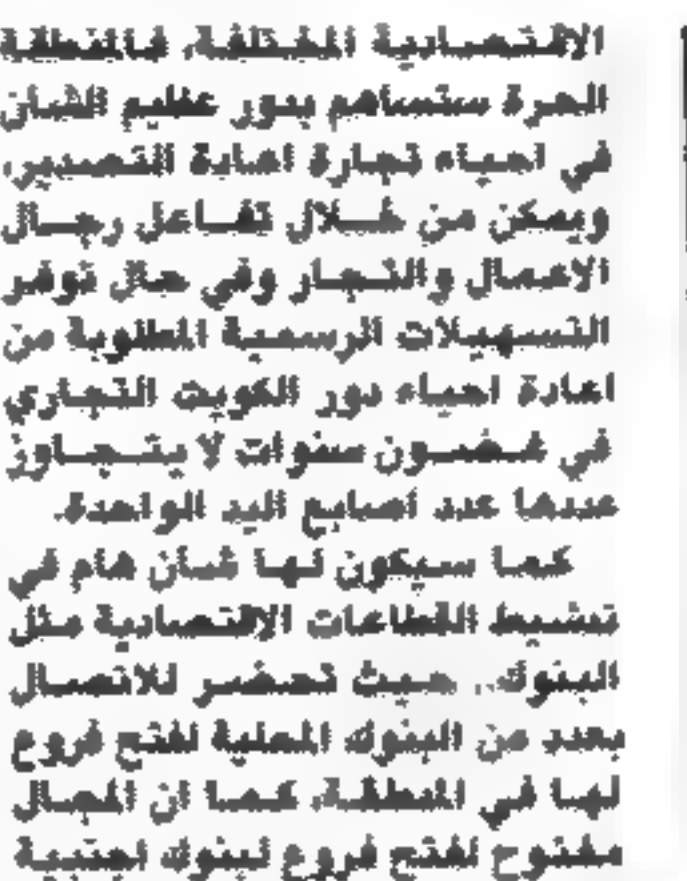 الاقتصادية المختلفة، فالمنطقة
الحرة ستساهم بدور عظيم الشان
في احياء تجارة اعادة التصدير،
ويمكن من خلال تفاعل رجال
الاعمال والتجار وفي حال توفر
التسهيلات الرسمية المطلوبة من
اعادة احياء دور الكويت التجاري
في غضون سنوات لا يتجاوز
عددها عدد أصابع اليد الواحدة.
كما سيكون لها شان هام في
تنشيط القطاعات الاقتصادية مثل
البنوك.. حيث تحضر للاتصال
بعدد من البنوك المحلية لفتح فروع
لها في المنطقة، كما ان المجال
مفتوح لفتح فروع لبنوك اجنبية